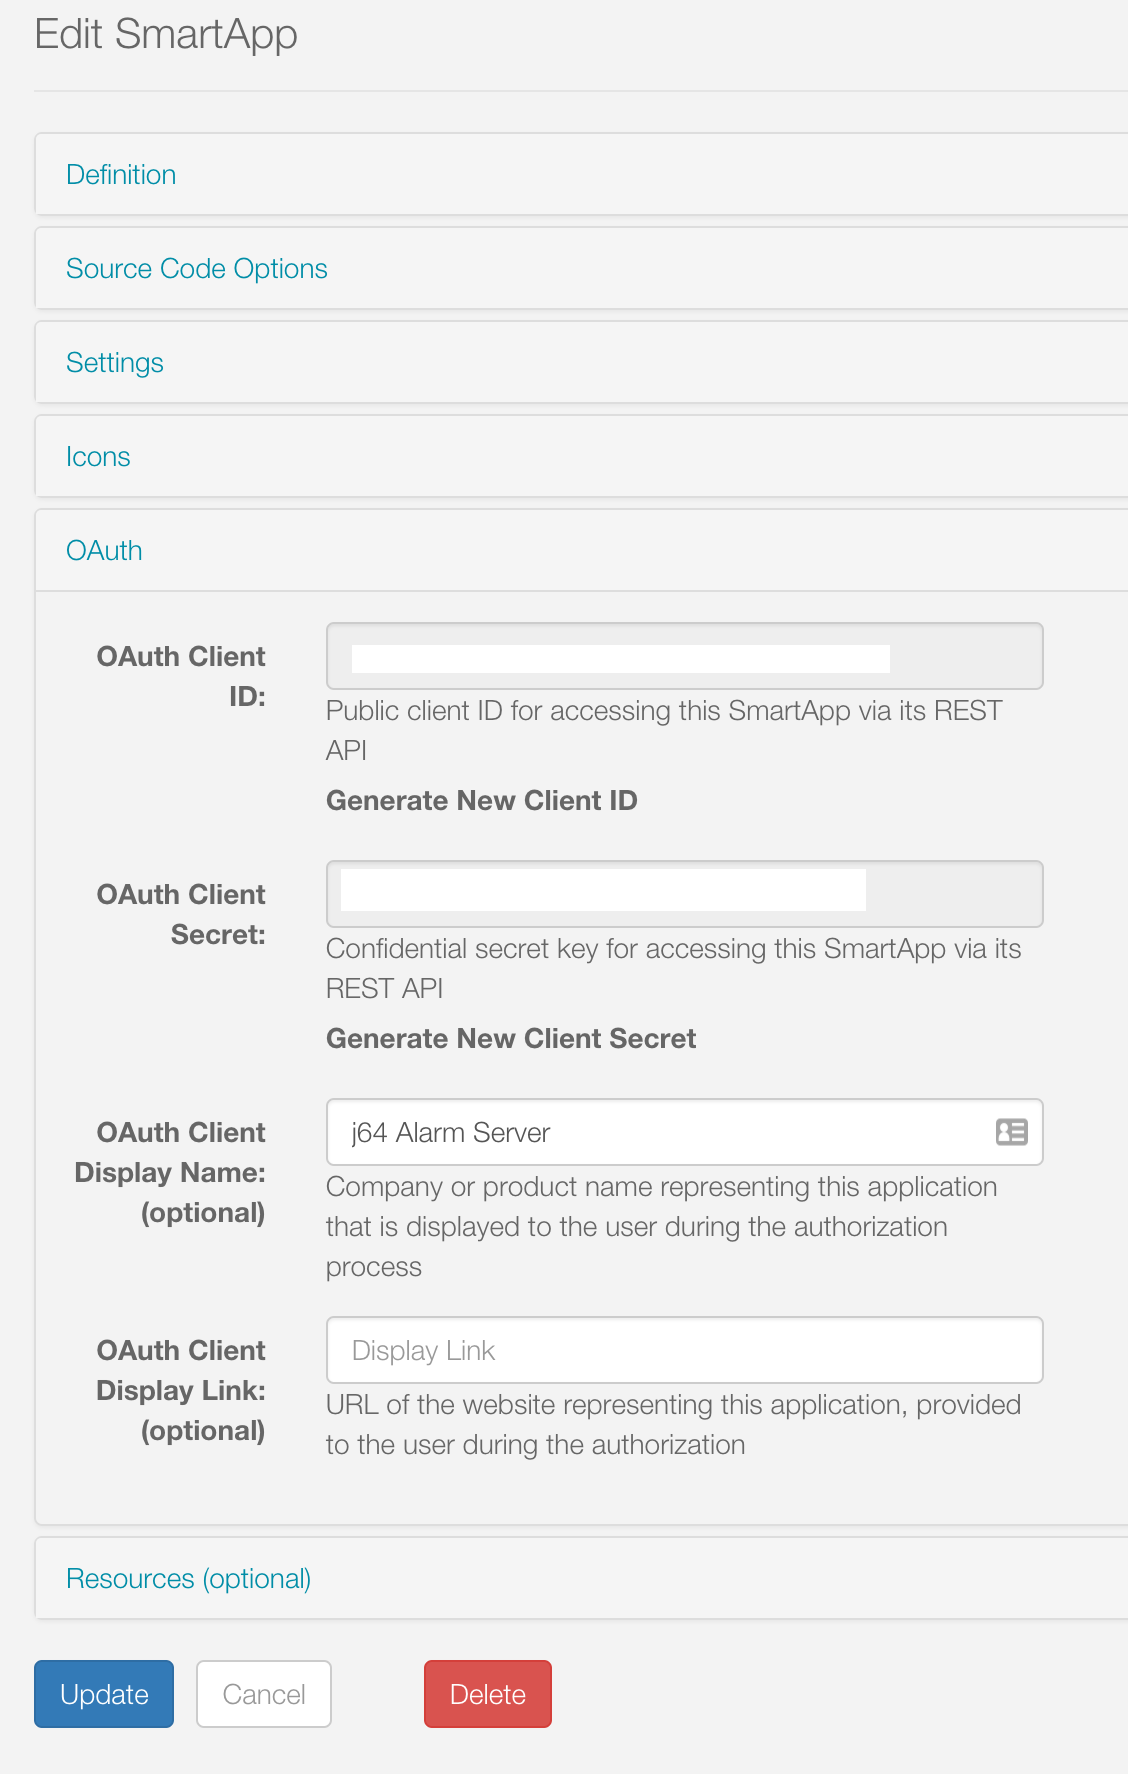 Edit SmartApp
Definition
Source Code Options
Settings
Icons
OAuth
OAuth Client
ID:
Public client ID for accessing this SmartApp via its REST
API
Generate New Client ID
OAuth Client
Secret:
Confidential secret key for accessing this SmartApp via its
REST API
Generate New Client Secret
OAuth Client
Display Name:
(optional)
j64 Alarm Server
Company or product name representing this application
that is displayed to the user during the authorization
process
OAuth Client
Display Link:
(optional)
Display Link
URL of the website representing this application, provided
to the user during the authorization
Resources (optional)
Update
Cancel
Delete